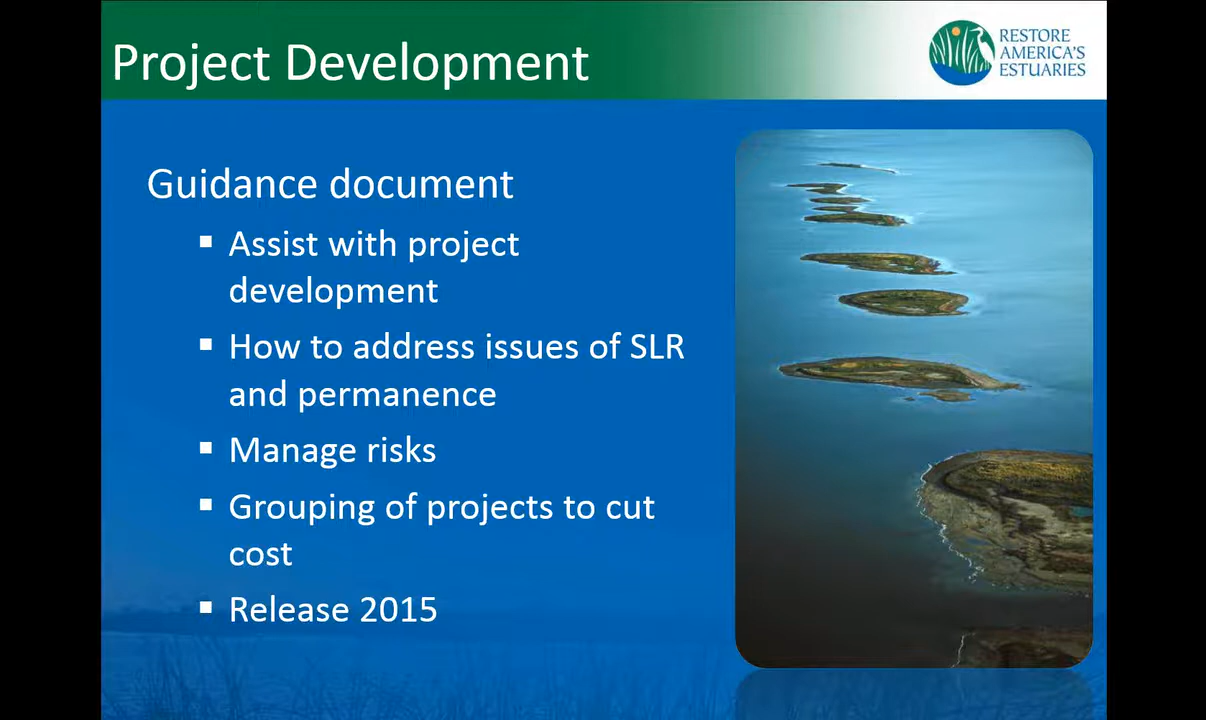 Project Development
RESTORE
AMERICA'S
ESTUARIES
Guidance document
▪ Assist with project
development
▪ How to address issues of SLR
and permanence
▪ Manage risks
▪ Grouping of projects to cut
cost
▪ Release 2015